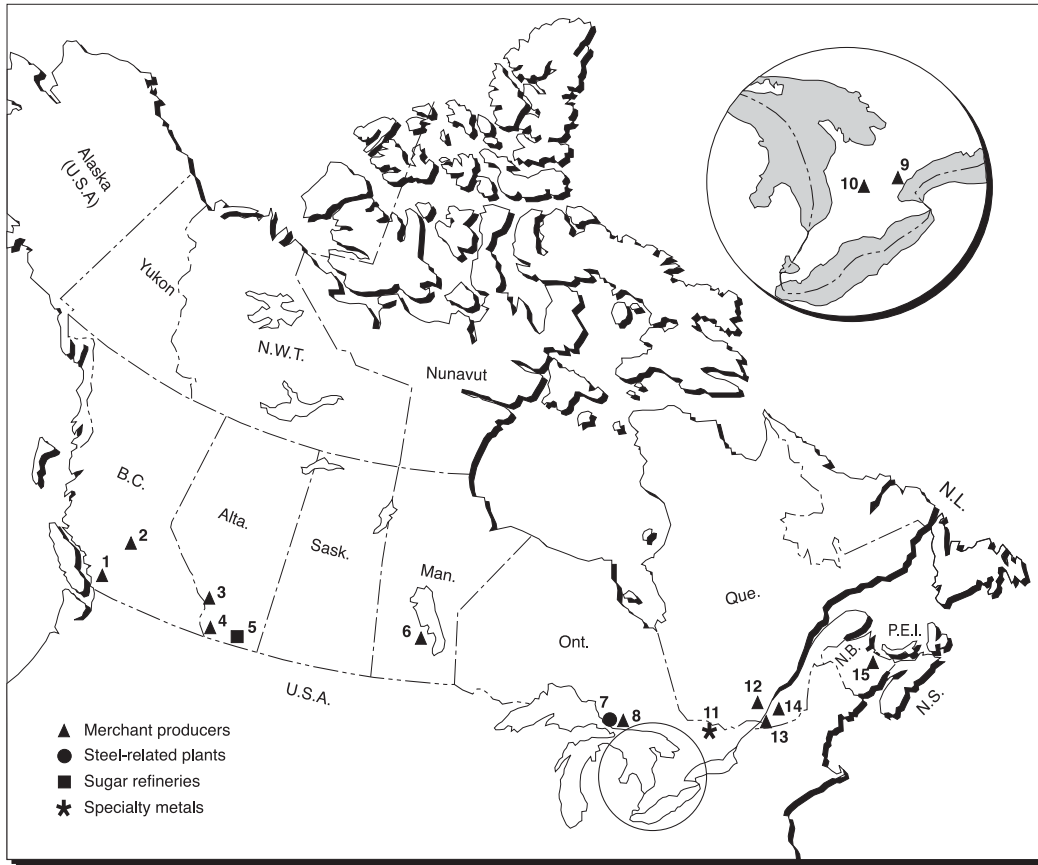 Alaska
(U.S.A)
Yukon
N.W.T.
Nunavut
B.C.
Alta.
Sask.
Man.
Ont.
Que.
N.L.
P.E.I.
N.B.
N.S.
U.S.A.
1
2
3
4
5
6
7
8
9
10
11
12
13
14
15
Merchant producers
Steel-related plants
Sugar refineries
Specialty metals